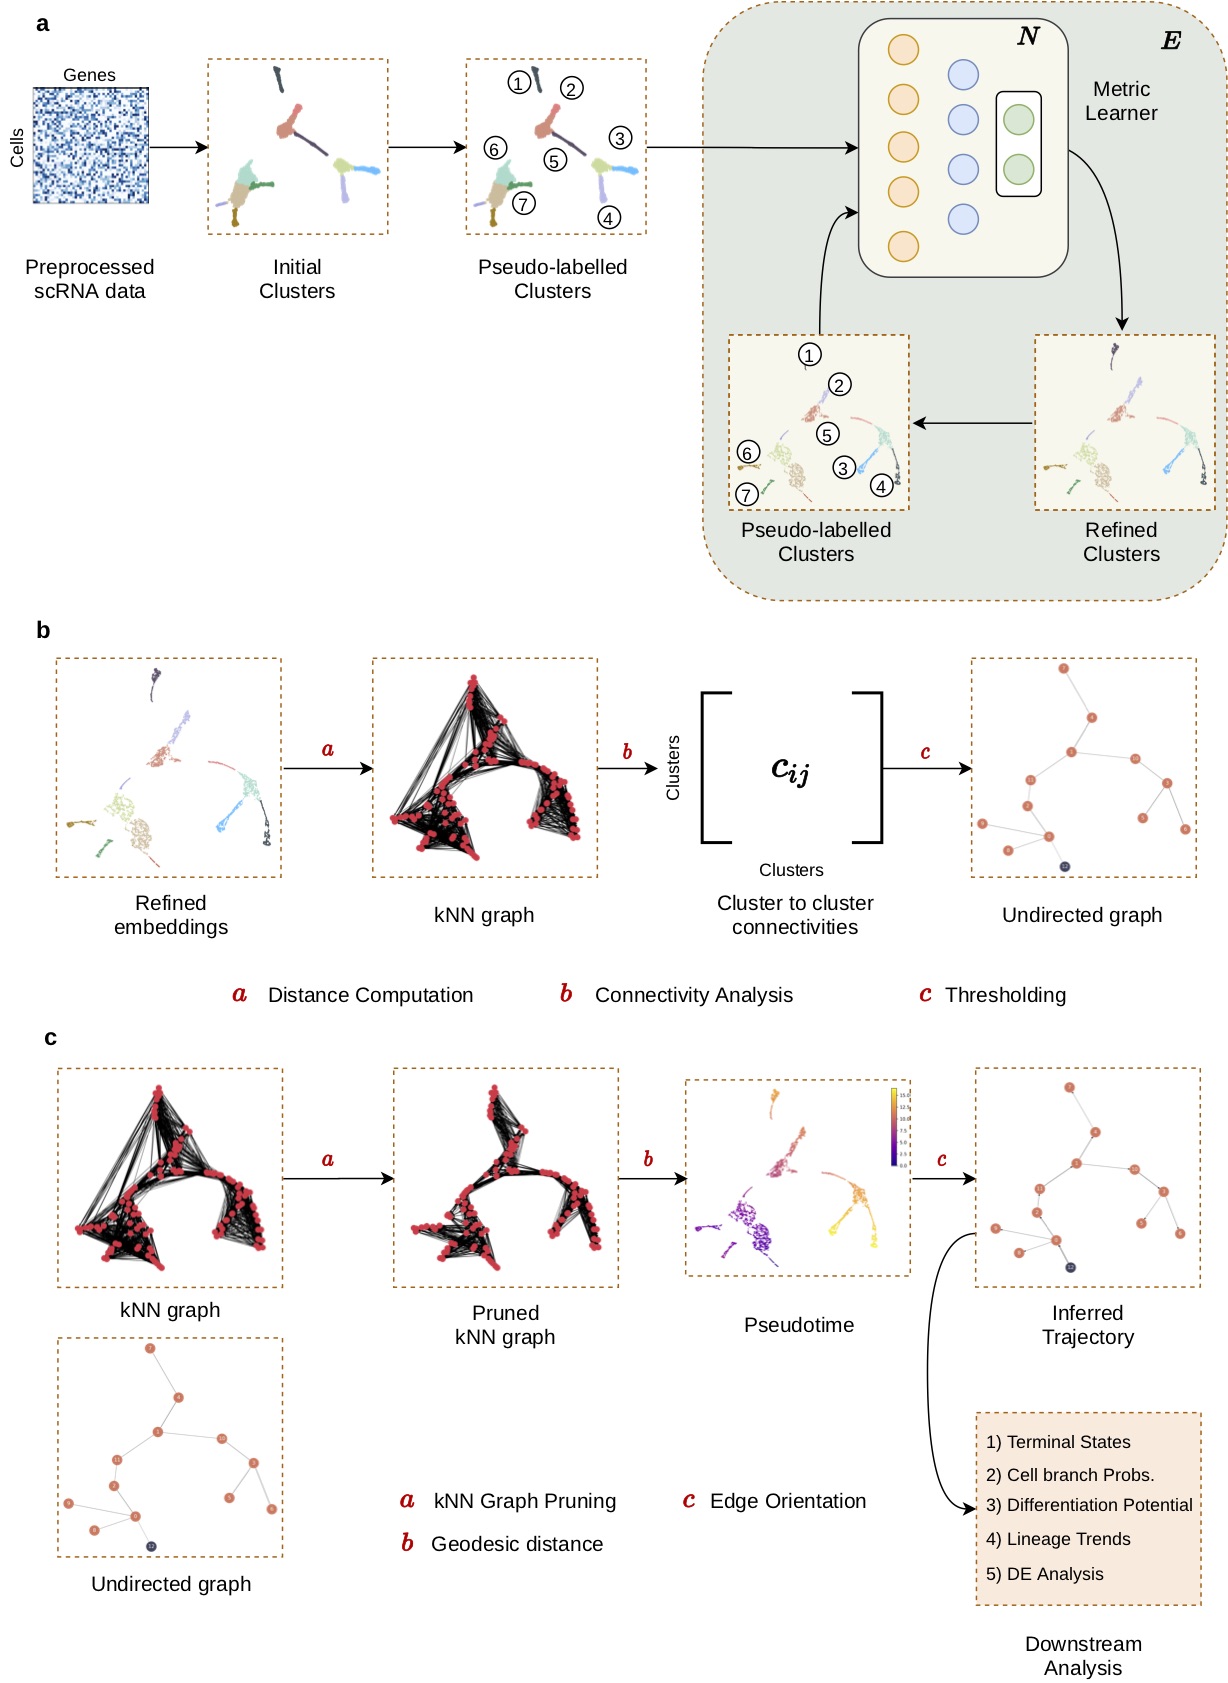 a
Genes
Cells
Preprocessed
scRNA data
Initial
Clusters
1
2
3
4
5
6
7
Pseudo-labelled
Clusters
N
E
Metric
Learner
1
2
3
4
5
6
7
Pseudo-labelled
Clusters
Refined
Clusters
b
Refined
embeddings
a
kNN graph
b
Clusters
c_ij
Clusters
Cluster to cluster
connectivities
c
Undirected graph
a Distance Computation
b Connectivity Analysis
c Thresholding
c
kNN graph
a
Pruned
kNN graph
b
Pseudotime
c
Inferred
Trajectory
Undirected graph
a kNN Graph Pruning
b Geodesic distance
c Edge Orientation
1) Terminal States
2) Cell branch Probs.
3) Differentiation Potential
4) Lineage Trends
5) DE Analysis
Downstream
Analysis